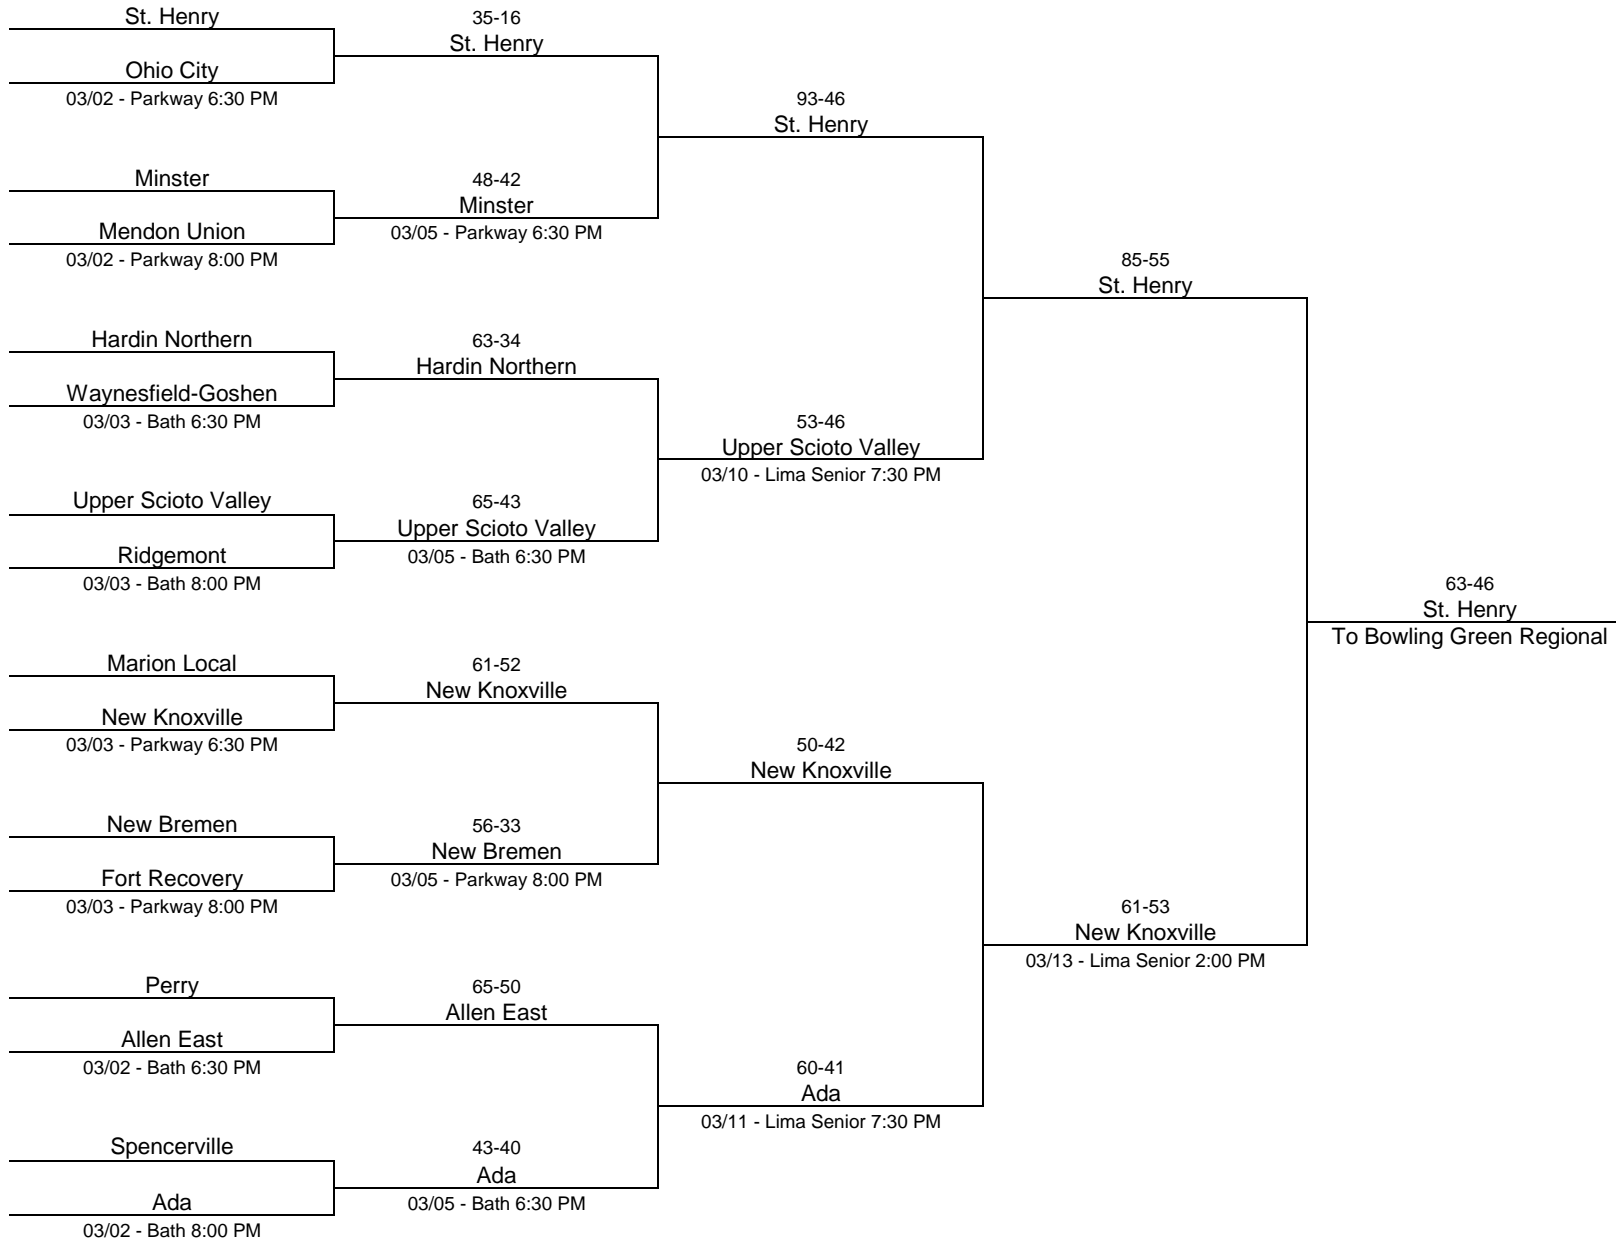 St. Henry
Ohio City
03/02 - Parkway 6:30 PM
Minster
Mendon Union
03/02 - Parkway 8:00 PM
Hardin Northern
Waynesfield-Goshen
03/03 - Bath 6:30 PM
Upper Scioto Valley
Ridgemont
03/03 - Bath 8:00 PM
Marion Local
New Knoxville
03/03 - Parkway 6:30 PM
New Bremen
Fort Recovery
03/03 - Parkway 8:00 PM
Perry
Allen East
03/02 - Bath 6:30 PM
Spencerville
Ada
03/02 - Bath 8:00 PM
35-16
St. Henry
48-42
Minster
03/05 - Parkway 6:30 PM
63-34
Hardin Northern
65-43
Upper Scioto Valley
03/05 - Bath 6:30 PM
61-52
New Knoxville
56-33
New Bremen
03/05 - Parkway 8:00 PM
65-50
Allen East
43-40
Ada
03/05 - Bath 6:30 PM
93-46
St. Henry
53-46
Upper Scioto Valley
03/10 - Lima Senior 7:30 PM
50-42
New Knoxville
60-41
Ada
03/11 - Lima Senior 7:30 PM
85-55
St. Henry
61-53
New Knoxville
03/13 - Lima Senior 2:00 PM
63-46
St. Henry
To Bowling Green Regional